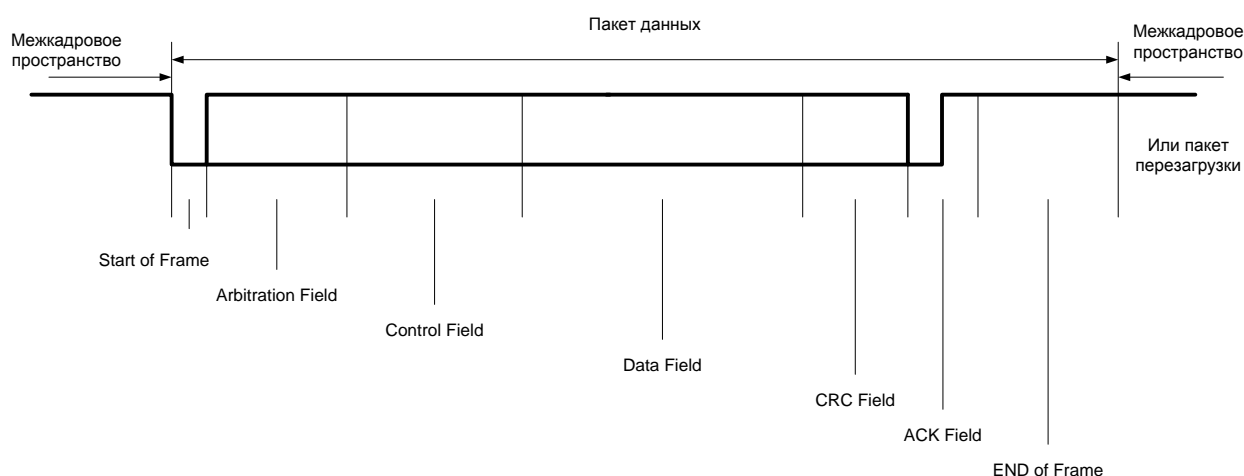 Пакет данных
Межкадровое
пространство
Межкадровое
пространство
Или пакет
перезагрузки
Start of Frame
Arbitration Field
Control Field
Data Field
CRC Field
ACK Field
END of Frame